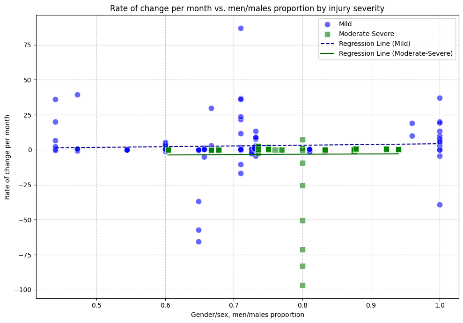 Rate of change per month vs. men/males proportion by injury severity
Mild
Moderate-Severe
Regression Line (Mild)
Regression Line (Moderate-Severe)
Rate of change per month
75
50
25
0
−25
−50
−75
−100
0.5
0.6
0.7
0.8
0.9
1.0
Gender/sex, men/males proportion